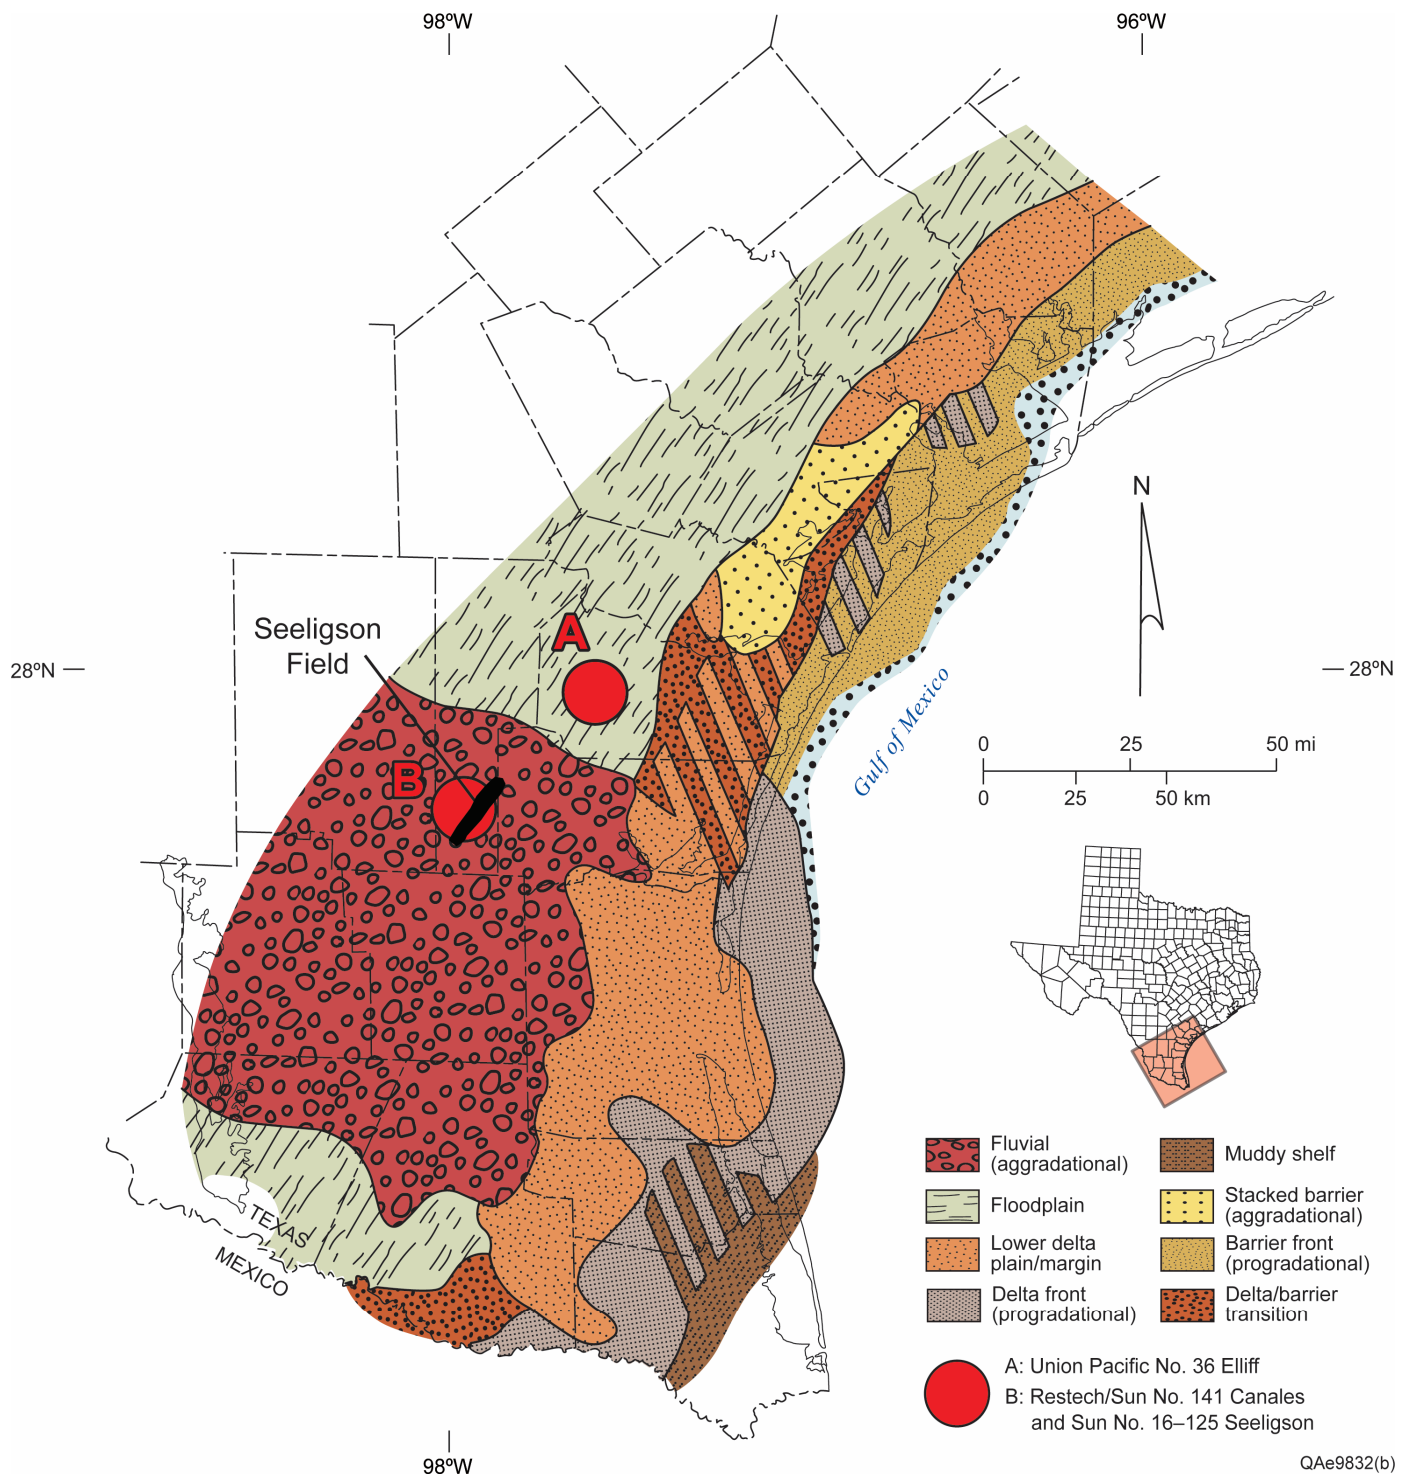 98ºW
96ºW
28ºN
28ºN
Seeligson
Field
A
B
N
0
25
50 mi
0
25
50 km
Gulf of Mexico
TEXAS
MEXICO
Fluvial
(aggradational)
Floodplain
Lower delta
plain/margin
Delta front
(progradational)
Muddy shelf
Stacked barrier
(aggradational)
Barrier front
(progradational)
Delta/barrier
transition
A: Union Pacific No. 36 Elliff
B: Restech/Sun No. 141 Canales
and Sun No. 16–125 Seeligson
98ºW
QAe9832(b)